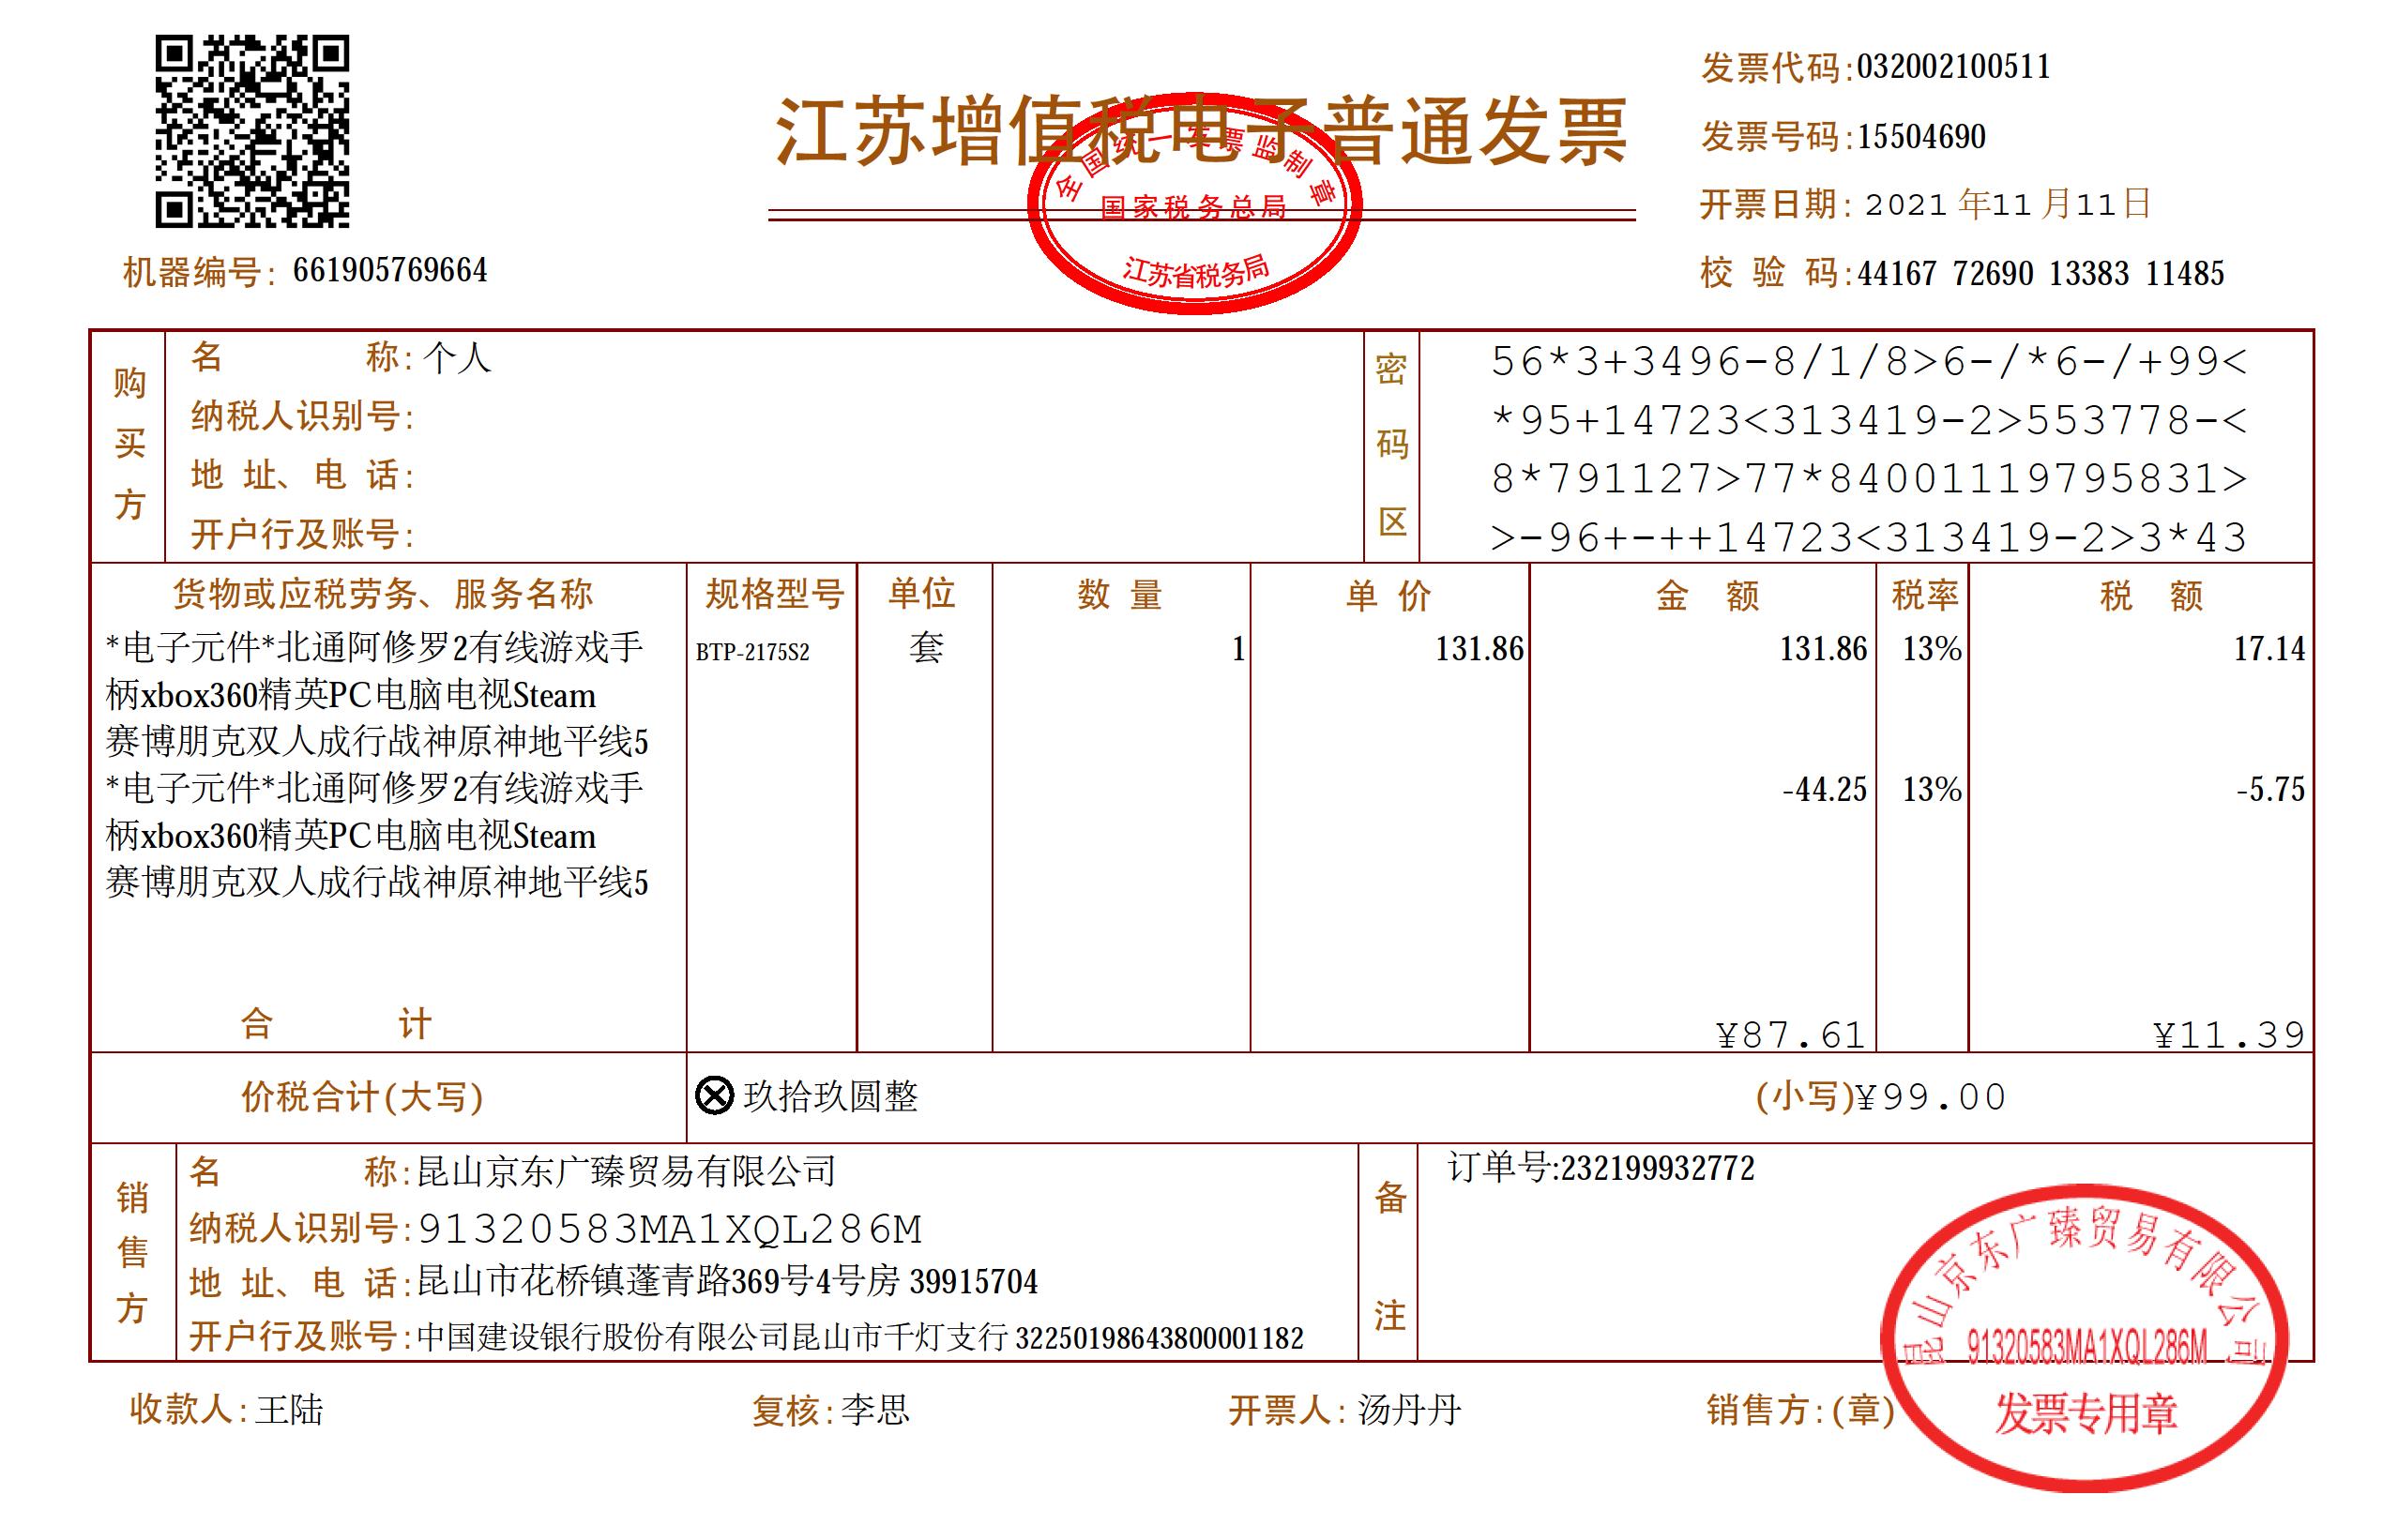 江苏增值税电子普通发票
全国统一发票监制章
国家税务总局
江苏省税务局
发票代码:032002100511
发票号码:15504690
开票日期: 2021 年11 月11日
机器编号: 661905769664
校 验 码:44167 72690 13383 11485
购买方
名 称: 个人
纳税人识别号:
地 址、电 话:
开户行及账号:
密码区
56*3+3496-8/1/8>6-/*6-/+99<
*95+14723<313419-2>553778-<
8*791127>77*84001119795831>
>-96+-++14723<313419-2>3*43
货物或应税劳务、服务名称 规格型号 单位 数 量 单 价 金 额 税率 税 额
*电子元件*北通阿修罗2有线游戏手 BTP-2175S2 套 1 131.86 131.86 13% 17.14
柄xbox360精英PC电脑电视Steam
赛博朋克双人成行战神原神地平线5
*电子元件*北通阿修罗2有线游戏手 -44.25 13% -5.75
柄xbox360精英PC电脑电视Steam
赛博朋克双人成行战神原神地平线5
合 计 ¥87.61 ¥11.39
价税合计(大写) ⊗ 玖拾玖圆整 (小写)¥99.00
销售方
名 称:昆山京东广臻贸易有限公司
纳税人识别号:91320583MA1XQL286M
地 址、电 话:昆山市花桥镇蓬青路369号4号房 39915704
开户行及账号:中国建设银行股份有限公司昆山市千灯支行 32250198643800001182
备注
订单号:232199932772
昆山京东广臻贸易有限公司
91320583MA1XQL286M
发票专用章
收款人:王陆 复核:李思 开票人: 汤丹丹 销售方:(章)